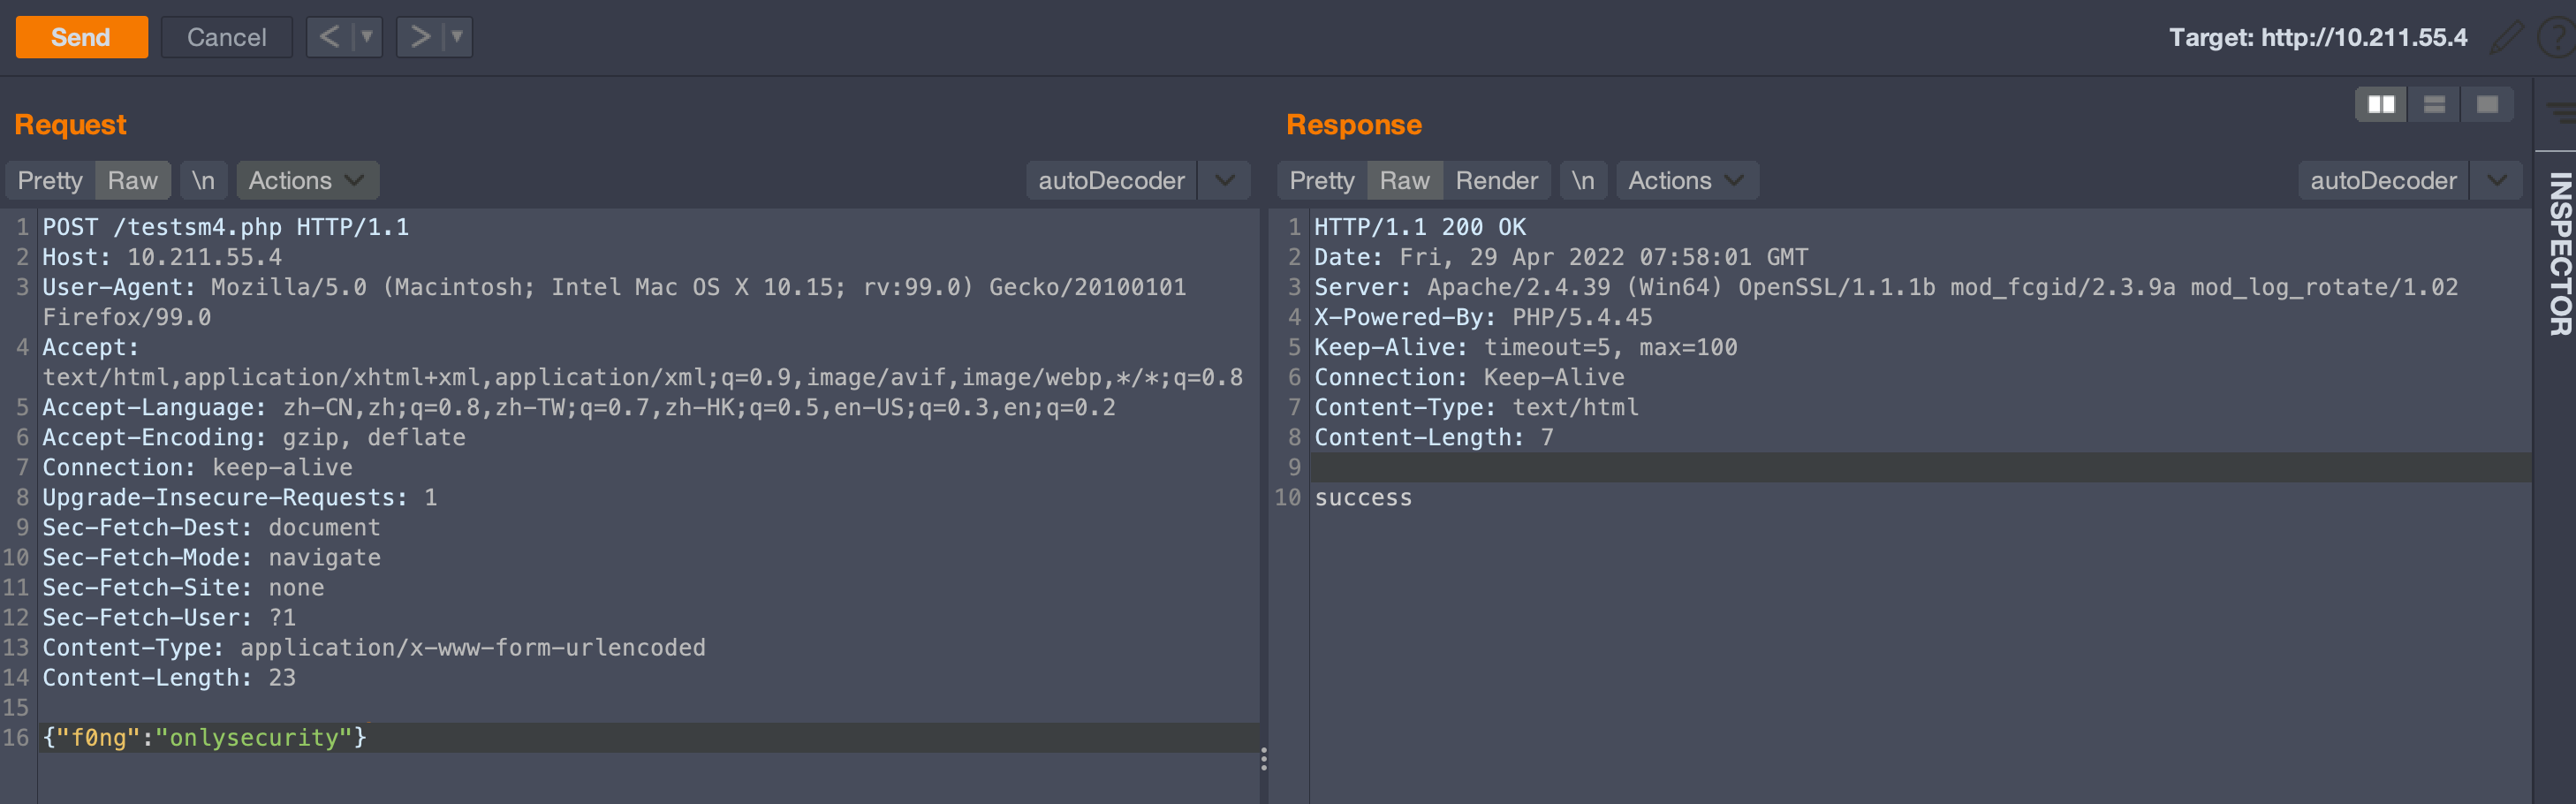 Send Cancel < > Target: http://10.211.55.4 ?
Request
Pretty Raw \n Actions autoDecoder
1 POST /testsm4.php HTTP/1.1
2 Host: 10.211.55.4
3 User-Agent: Mozilla/5.0 (Macintosh; Intel Mac OS X 10.15; rv:99.0) Gecko/20100101
Firefox/99.0
4 Accept:
text/html,application/xhtml+xml,application/xml;q=0.9,image/avif,image/webp,*/*;q=0.8
5 Accept-Language: zh-CN,zh;q=0.8,zh-TW;q=0.7,zh-HK;q=0.5,en-US;q=0.3,en;q=0.2
6 Accept-Encoding: gzip, deflate
7 Connection: keep-alive
8 Upgrade-Insecure-Requests: 1
9 Sec-Fetch-Dest: document
10 Sec-Fetch-Mode: navigate
11 Sec-Fetch-Site: none
12 Sec-Fetch-User: ?1
13 Content-Type: application/x-www-form-urlencoded
14 Content-Length: 23
15
16 {"f0ng":"onlysecurity"}
Response
Pretty Raw Render \n Actions autoDecoder
1 HTTP/1.1 200 OK
2 Date: Fri, 29 Apr 2022 07:58:01 GMT
3 Server: Apache/2.4.39 (Win64) OpenSSL/1.1.1b mod_fcgid/2.3.9a mod_log_rotate/1.02
4 X-Powered-By: PHP/5.4.45
5 Keep-Alive: timeout=5, max=100
6 Connection: Keep-Alive
7 Content-Type: text/html
8 Content-Length: 7
9
10 success
INSPECTOR